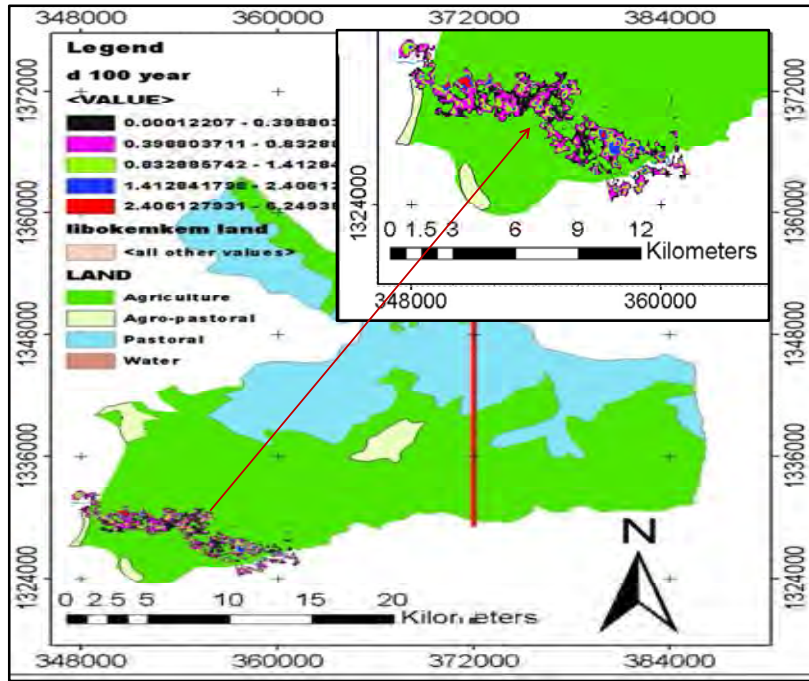 348000 360000 372000 384000
Legend
d 100 year
<VALUE>
0.00012207 - 0.398803
0.398803711 - 0.83288
0.832885742 - 1.41284
1.412841798 - 2.40612
2.406127931 - 6.24938
libokemkem land
<all other values>
LAND
Agriculture
Agro-pastoral
Pastoral
Water
1324000
0 1.5 3 6 9 12
Kilometers
348000 360000
1372000
1360000
1348000
1336000
1324000
1372000
1360000
1348000
1336000
1324000
N
0 2.5 5 10 15 20
Kilometers
348000 360000 372000 384000